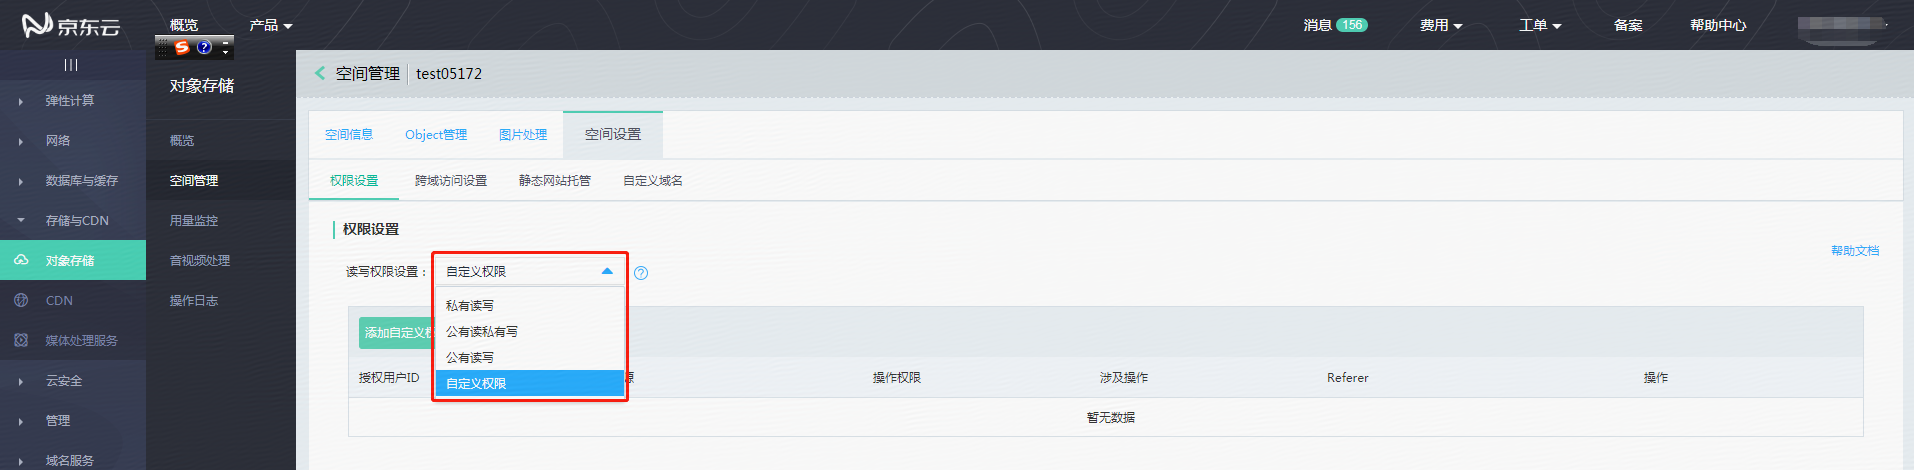 京东云
概览
产品
消息 156
费用
工单
备案
帮助中心
弹性计算
网络
数据库与缓存
存储与CDN
对象存储
CDN
媒体处理服务
云安全
管理
域名服务
对象存储
概览
空间管理
用量监控
音视频处理
操作日志
空间管理 test05172
空间信息 Object管理 图片处理 空间设置
权限设置 跨域访问设置 静态网站托管 自定义域名
权限设置
帮助文档
读写权限设置： 自定义权限
私有读写
公有读私有写
公有读写
自定义权限
添加自定义
授权用户ID 源 操作权限 涉及操作 Referer 操作
暂无数据